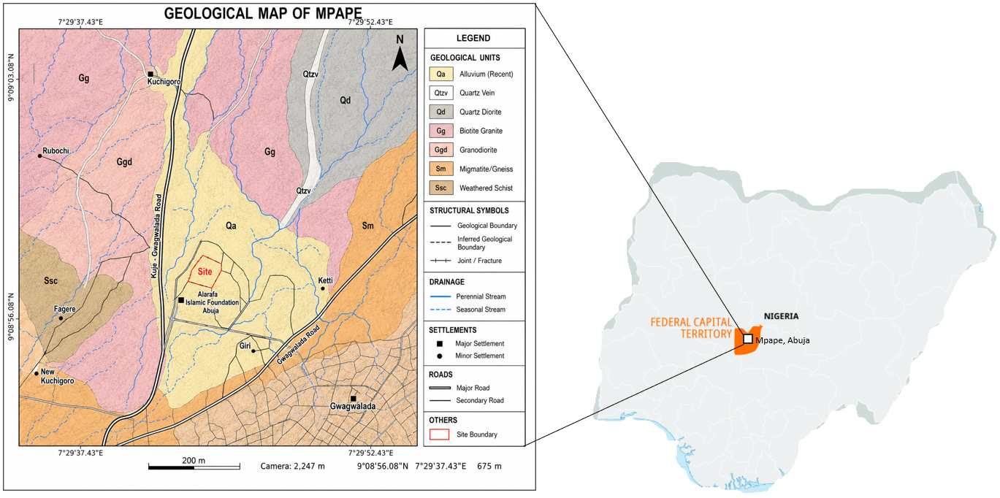 GEOLOGICAL MAP OF MPAPE
7°29'37.43"E
7°29'52.43"E
9°09'03.08"N
9°08'56.08"N
N
Gg
Kuchigoro
Qtzv
Qd
Rubochi
Ggd
Gg
Qtzv
Kuje - Gwagwalada Road
Qa
Sm
Site
Ssc
Ketti
Alarafa
Islamic Foundation
Abuja
Fagere
Giri
Gwagwalada Road
New
Kuchigoro
Gwagwalada
7°29'37.43"E
7°29'52.43"E
200 m
Camera: 2,247 m
9°08'56.08"N 7°29'37.43"E 675 m
LEGEND
GEOLOGICAL UNITS
Qa Alluvium (Recent)
Qtzv Quartz Vein
Qd Quartz Diorite
Gg Biotite Granite
Ggd Granodiorite
Sm Migmatite/Gneiss
Ssc Weathered Schist
STRUCTURAL SYMBOLS
Geological Boundary
Inferred Geological
Boundary
Joint / Fracture
DRAINAGE
Perennial Stream
Seasonal Stream
SETTLEMENTS
Major Settlement
Minor Settlement
ROADS
Major Road
Secondary Road
OTHERS
Site Boundary
NIGERIA
FEDERAL CAPITAL
TERRITORY
Mpape, Abuja